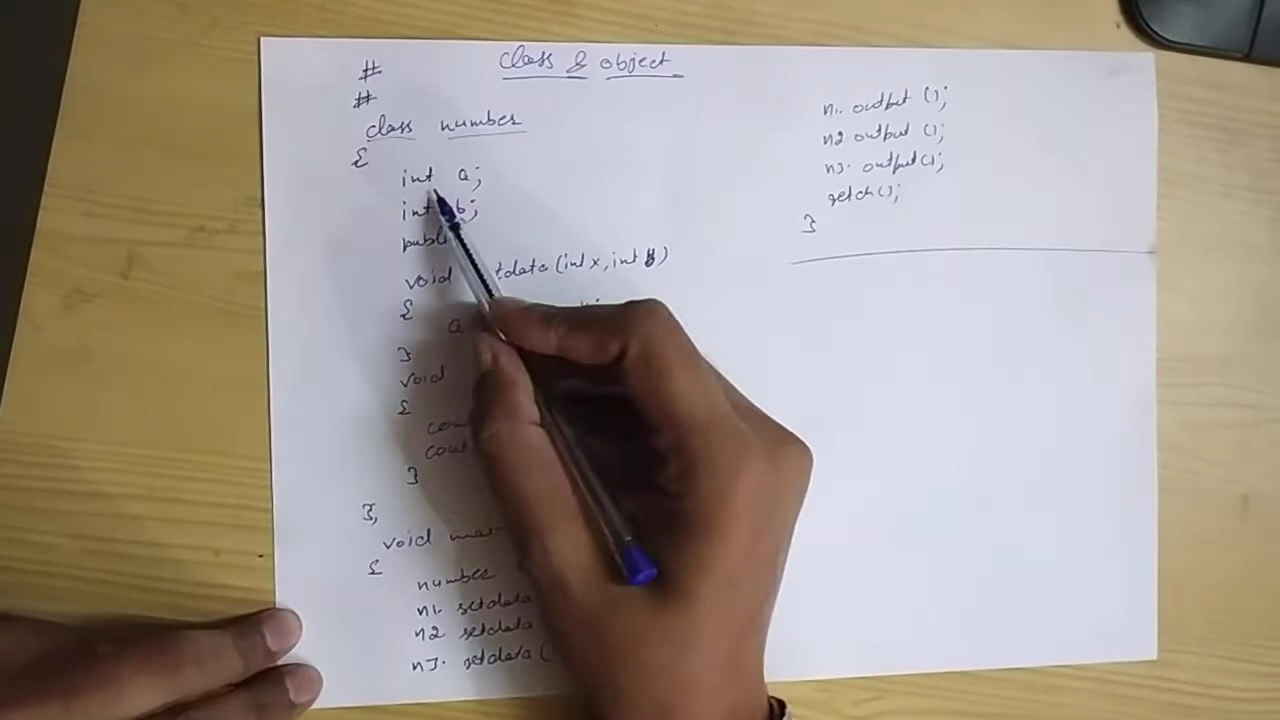 Class & object
#
#
class number
{
int a;
int b;
void
(int x, int y)
{
a
}
void
{
cout
}
};
void
{
number
n1. setdata
n2 setdata
n3. setdata (
n1. output ();
n2 output ();
n3. output();
getch();
}